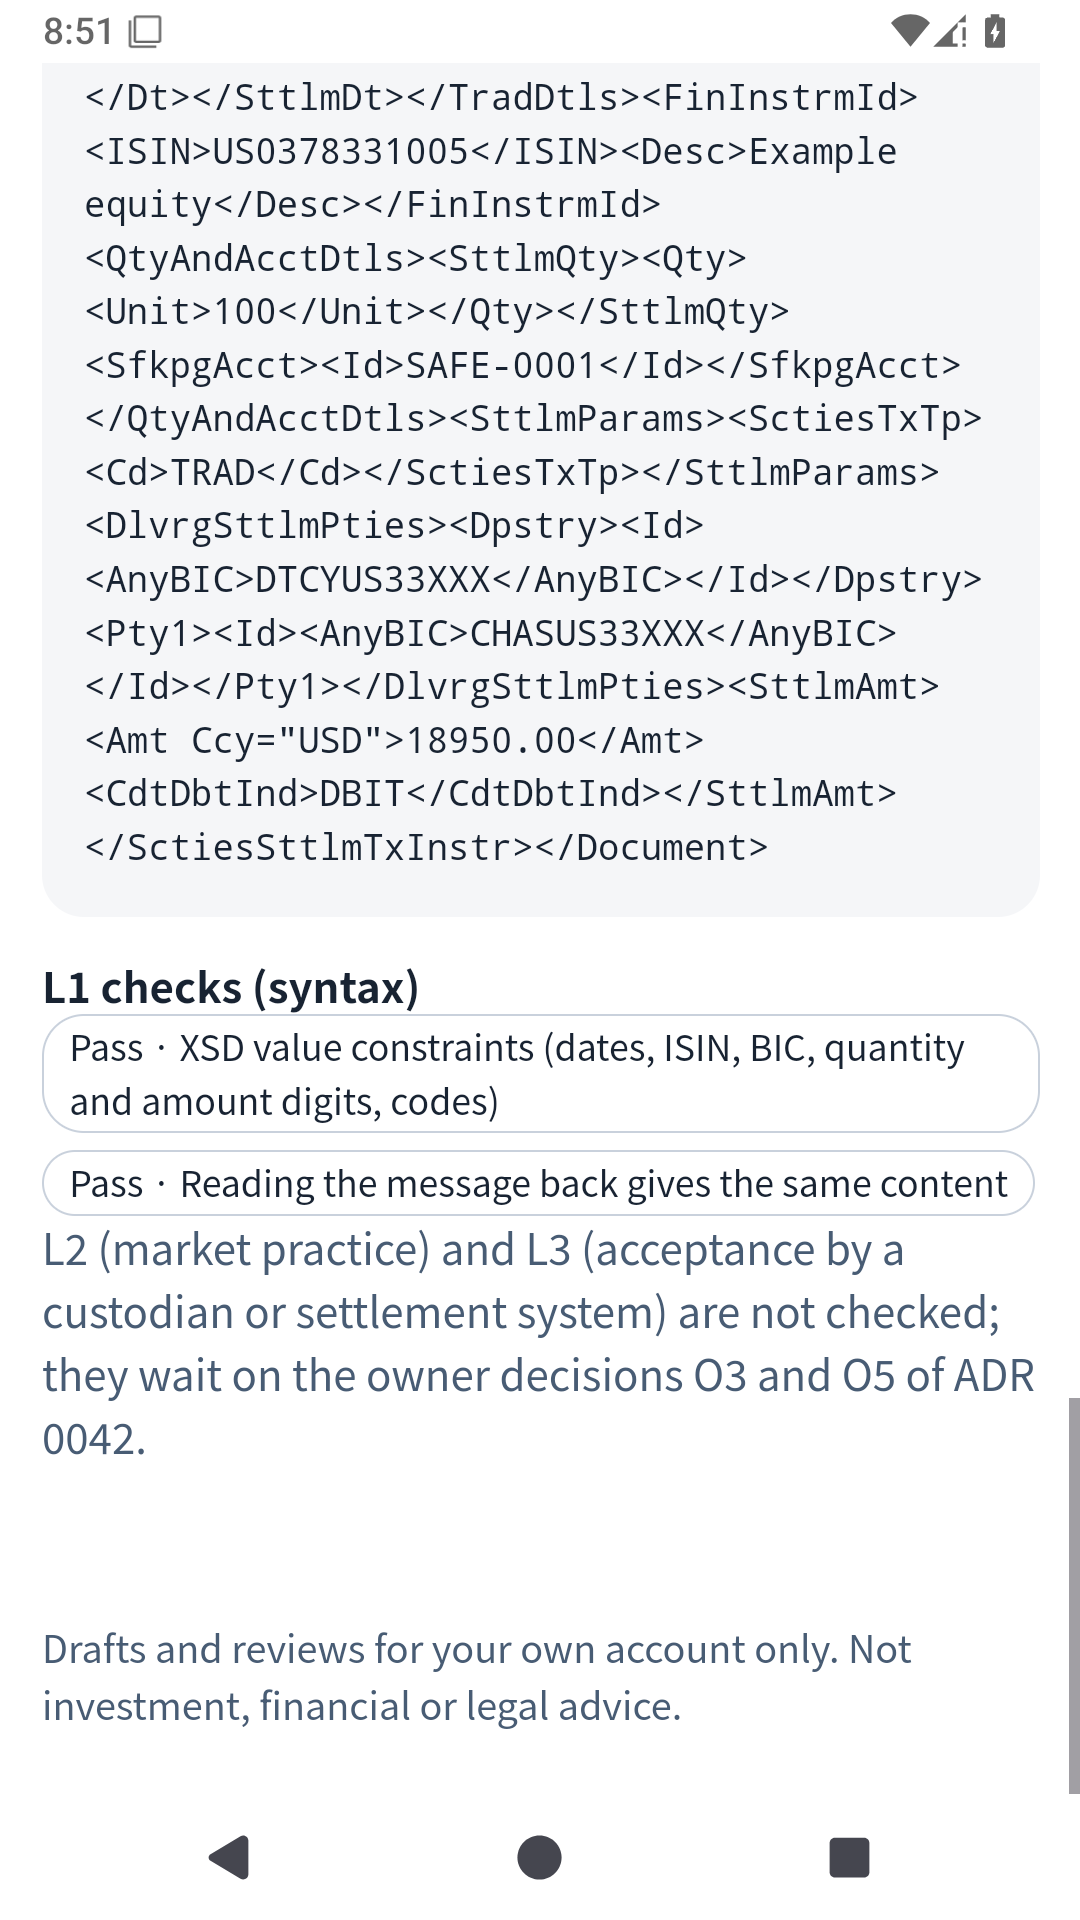 8:51
</Dt></SttlmDt></TradDtls><FinInstrmId>
<ISIN>US0378331005</ISIN><Desc>Example
equity</Desc></FinInstrmId>
<QtyAndAcctDtls><SttlmQty><Qty>
<Unit>100</Unit></Qty></SttlmQty>
<SfkpgAcct><Id>SAFE-0001</Id></SfkpgAcct>
</QtyAndAcctDtls><SttlmParams><SctiesTxTp>
<Cd>TRAD</Cd></SctiesTxTp></SttlmParams>
<DlvrgSttlmPties><Dpstry><Id>
<AnyBIC>DTCYUS33XXX</AnyBIC></Id></Dpstry>
<Pty1><Id><AnyBIC>CHASUS33XXX</AnyBIC>
</Id></Pty1></DlvrgSttlmPties><SttlmAmt>
<Amt Ccy="USD">18950.00</Amt>
<CdtDbtInd>DBIT</CdtDbtInd></SttlmAmt>
</SctiesSttlmTxInstr></Document>
L1 checks (syntax)
Pass · XSD value constraints (dates, ISIN, BIC, quantity
and amount digits, codes)
Pass · Reading the message back gives the same content
L2 (market practice) and L3 (acceptance by a
custodian or settlement system) are not checked;
they wait on the owner decisions O3 and O5 of ADR
0042.
Drafts and reviews for your own account only. Not
investment, financial or legal advice.